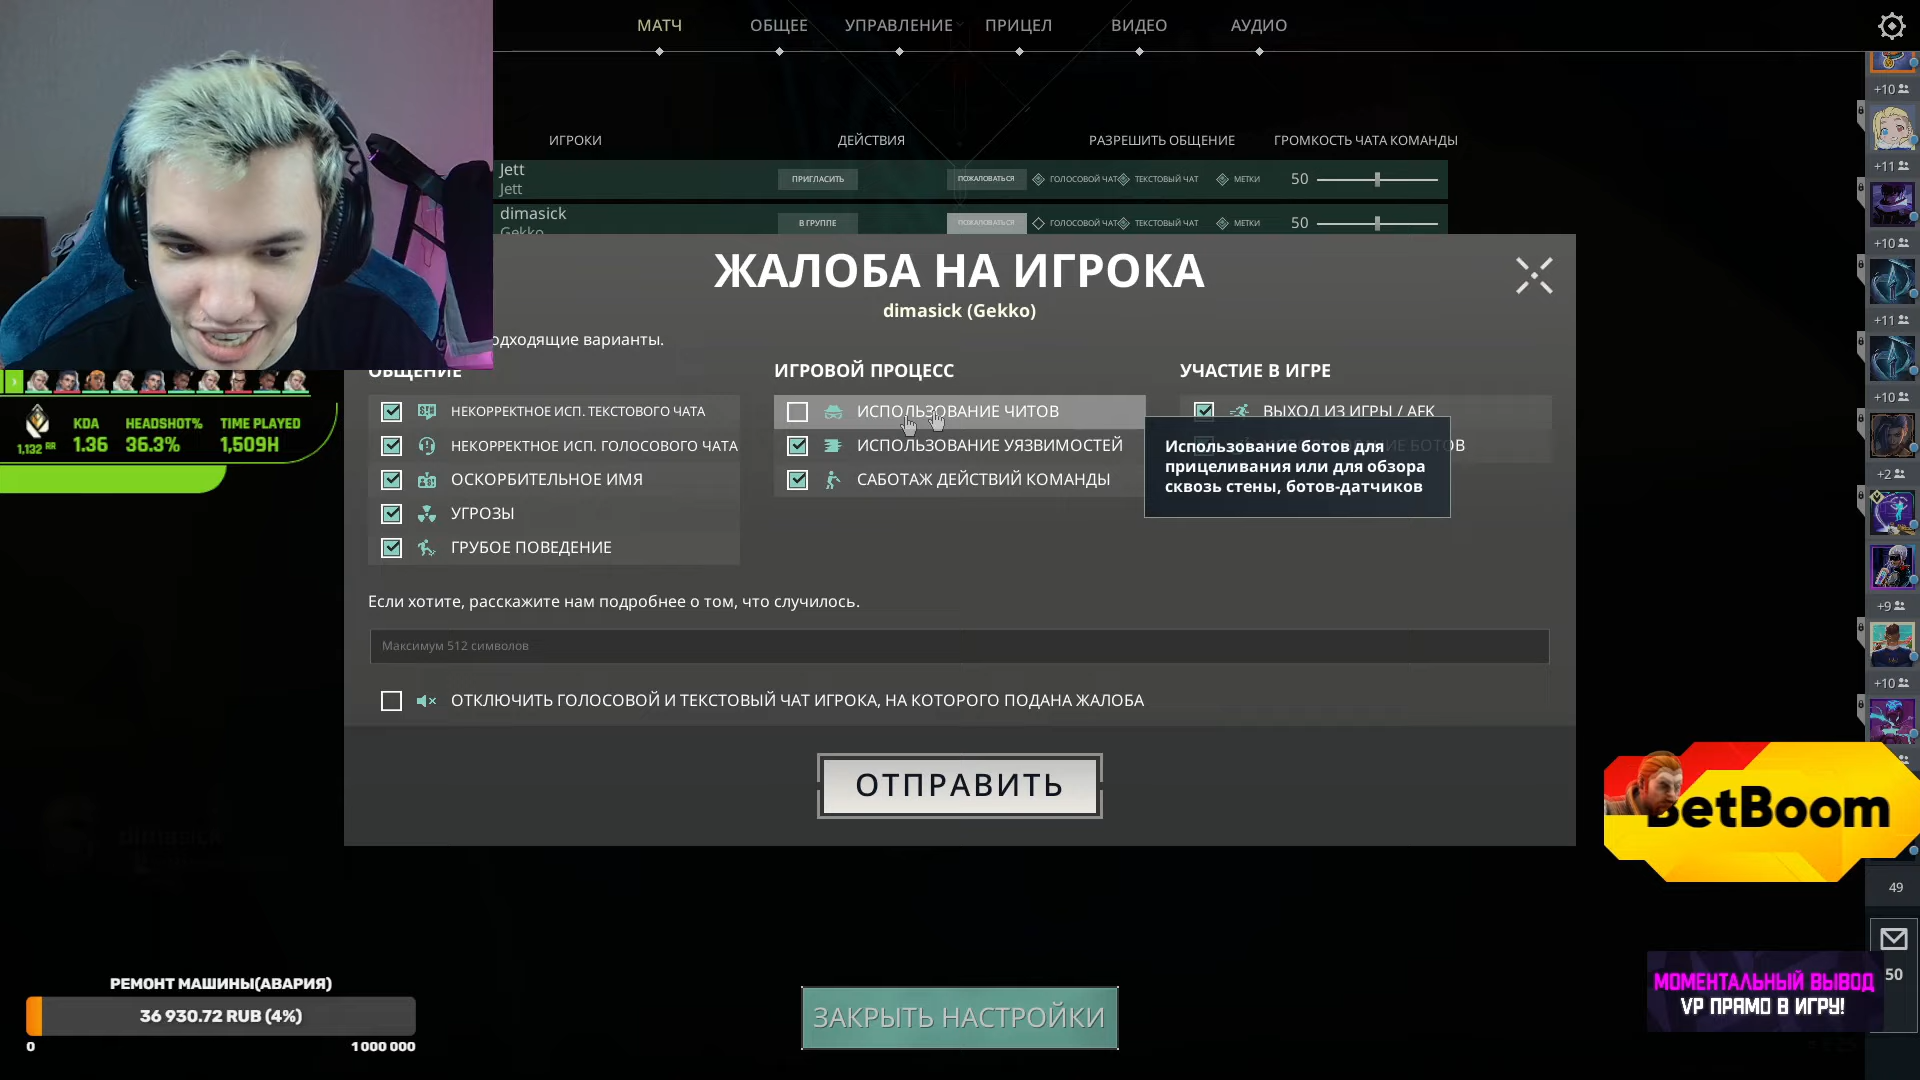 МАТЧ
ОБЩЕЕ
УПРАВЛЕНИЕ
ПРИЦЕЛ
ВИДЕО
АУДИО
ИГРОКИ
ДЕЙСТВИЯ
РАЗРЕШИТЬ ОБЩЕНИЕ
ГРОМКОСТЬ ЧАТА КОМАНДЫ
Jett
Jett
ПРИГЛАСИТЬ
ПОЖАЛОВАТЬСЯ
ГОЛОСОВОЙ ЧАТ
ТЕКСТОВЫЙ ЧАТ
МЕТКИ
50
dimasick
Gekko
В ГРУППЕ
ПОЖАЛОВАТЬСЯ
ГОЛОСОВОЙ ЧАТ
ТЕКСТОВЫЙ ЧАТ
МЕТКИ
50
ЖАЛОБА НА ИГРОКА
dimasick (Gekko)
одходящие варианты.
ОБЩЕНИЕ
НЕКОРРЕКТНОЕ ИСП. ТЕКСТОВОГО ЧАТА
НЕКОРРЕКТНОЕ ИСП. ГОЛОСОВОГО ЧАТА
ОСКОРБИТЕЛЬНОЕ ИМЯ
УГРОЗЫ
ГРУБОЕ ПОВЕДЕНИЕ
ИГРОВОЙ ПРОЦЕСС
ИСПОЛЬЗОВАНИЕ ЧИТОВ
ИСПОЛЬЗОВАНИЕ УЯЗВИМОСТЕЙ
САБОТАЖ ДЕЙСТВИЙ КОМАНДЫ
УЧАСТИЕ В ИГРЕ
ВЫХОД ИЗ ИГРЫ / AFK
Использование ботов для
прицеливания или для обзора
сквозь стены, ботов-датчиков
Если хотите, расскажите нам подробнее о том, что случилось.
Максимум 512 символов
ОТКЛЮЧИТЬ ГОЛОСОВОЙ И ТЕКСТОВЫЙ ЧАТ ИГРОКА, НА КОТОРОГО ПОДАНА ЖАЛОБА
ОТПРАВИТЬ
ЗАКРЫТЬ НАСТРОЙКИ
1,132 RR
KDA
1.36
HEADSHOT%
36.3%
TIME PLAYED
1,509H
dimasick
РЕМОНТ МАШИНЫ(АВАРИЯ)
36 930.72 RUB (4%)
0
1 000 000
+10
+11
+10
+11
+10
+2
+9
+10
BetBoom
49
50
МОМЕНТАЛЬНЫЙ ВЫВОД
VP ПРЯМО В ИГРУ!